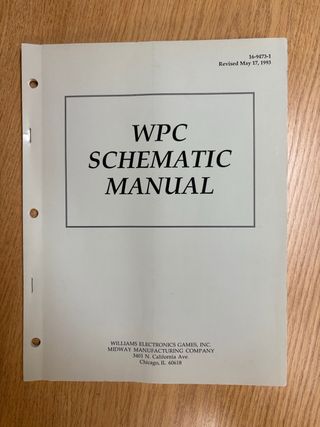 16-9473-1
Revised May 17, 1993
WPC
SCHEMATIC
MANUAL
WILLIAMS ELECTRONICS GAMES, INC.
MIDWAY MANUFACTURING COMPANY
3401 N. California Ave.
Chicago, IL 60618